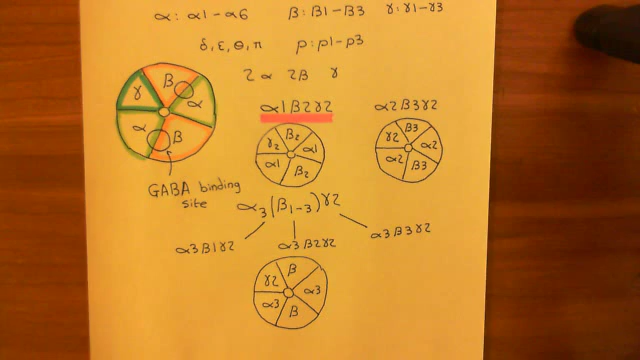 α: α1-α6 β: β1-β3 γ: γ1-γ3
δ, ε, θ, π ρ: ρ1-ρ3
2α 2β γ
γ β α α β
GABA binding site
α1β2γ2
γ2 β2 α1 α1 β2
α2β3γ2
γ2 β3 α2 α2 β3
α3(β1-3)γ2
α3β1γ2 α3β2γ2 α3β3γ2
γ2 β α3 α3 β